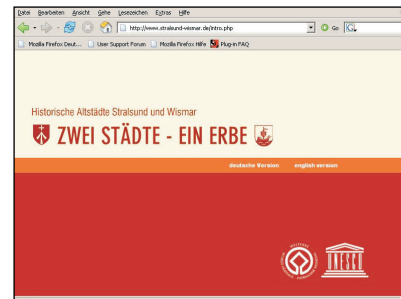 Datei Bearbeiten Ansicht Gehe Lesezeichen Extras Hilfe
http://www.stralsund-wismar.de/intro.php Go
Mozilla Firefox Deut... User Support Forum Mozilla Firefox Hilfe Plug-in FAQ
Historische Altstädte Stralsund und Wismar
ZWEI STÄDTE - EIN ERBE
deutsche Version english version
UNESCO